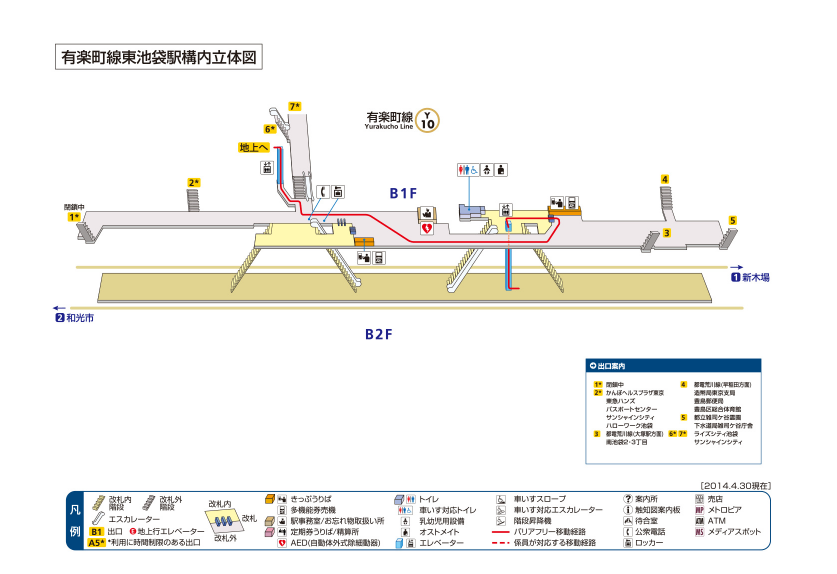 有楽町線東池袋駅構内立体図
7*
6*
有楽町線
Yurakucho Line
Y
10
地上へ
2*
B1F
4
閉鎖中
1*
5
3
1 新木場
2 和光市
B2F
出口案内
1* 閉鎖中
2* かんぽヘルスプラザ東京
東急ハンズ
パスポートセンター
サンシャインシティ
ハローワーク池袋
3 都電荒川線(大塚駅方面)
南池袋2・3丁目
4 都電荒川線(早稲田方面)
造幣局東京支局
豊島郵便局
豊島区総合体育館
5 都立雑司ケ谷霊園
下水道局雑司ケ谷庁舎
6* 7* ライズシティ池袋
サンシャインシティ
[2014.4.30現在]
凡例
改札内階段
改札外階段
エスカレーター
B1 出口
E 地上行エレベーター
A5* *利用に時間制限のある出口
改札内
改札
改札外
きっぷうりば
多機能券売機
駅事務室/お忘れ物取扱い所
定期券うりば/精算所
AED(自動体外式除細動器)
トイレ
車いす対応トイレ
乳幼児用設備
オストメイト
エレベーター
車いすスロープ
車いす対応エスカレーター
階段昇降機
バリアフリー移動経路
係員が対応する移動経路
? 案内所
触知図案内板
待合室
公衆電話
ロッカー
売店
MP メトロピア
ATM ATM
MS メディアスポット